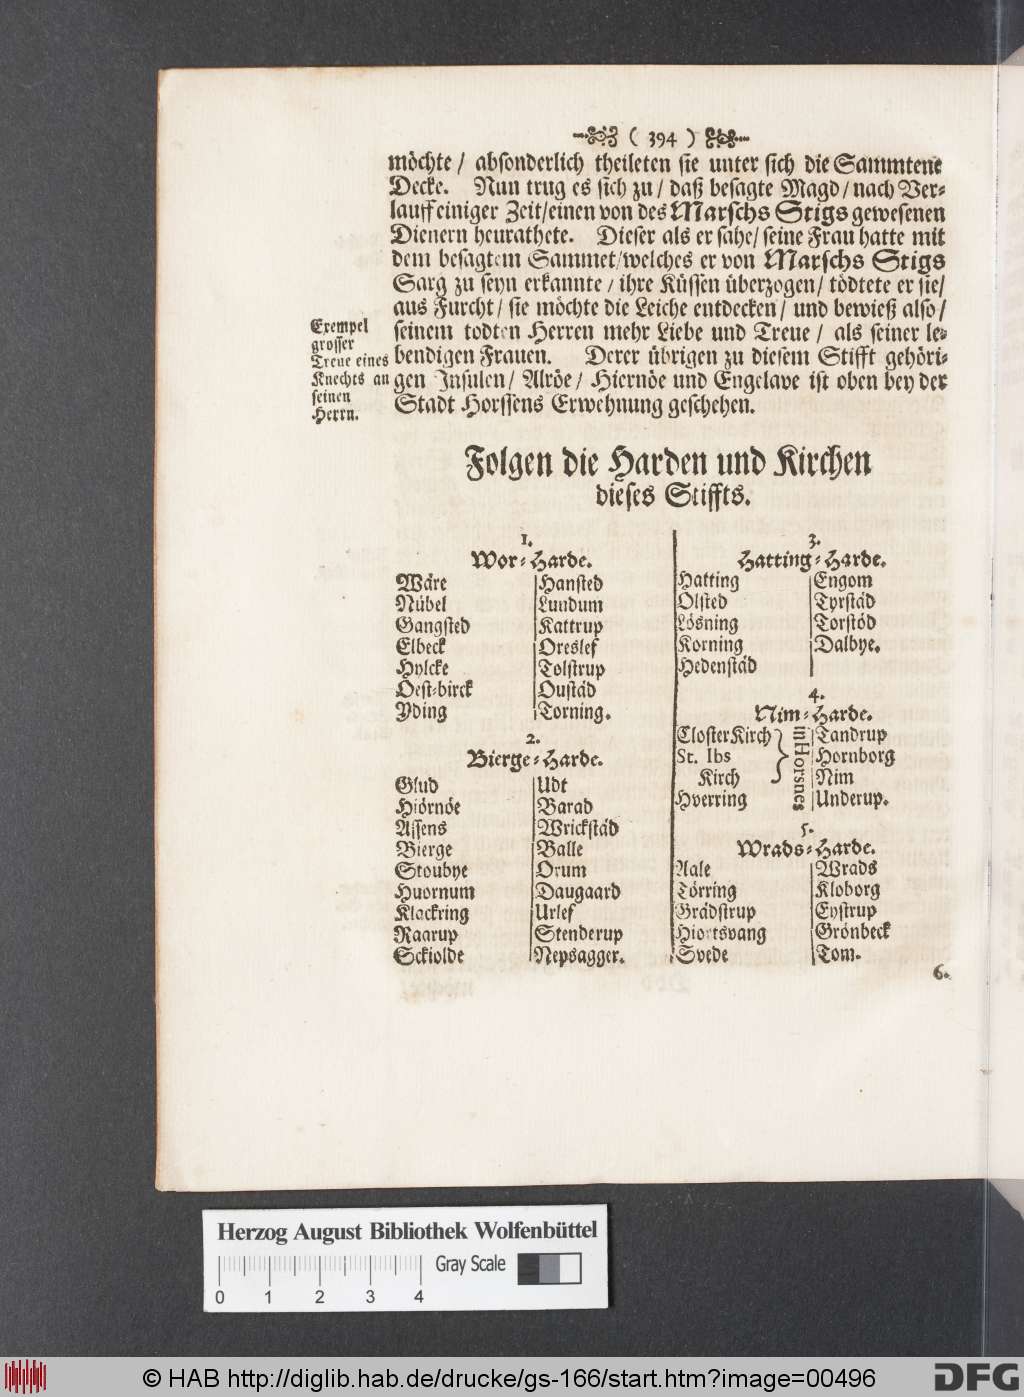 ( 394 )
möchte / absonderlich theileten sie unter sich die Sammtene
Decke. Nun trug es sich zu / daß besagte Magd / nach Ver-
lauff einiger Zeit/einen von des Marschs Stigs gewesenen
Dienern heurathete. Dieser als er sahe/ seine Frau hatte mit
dem besagtem Sammet/welches er von Marschs Stigs
Sarg zu seyn erkannte / ihre Küssen überzogen/ tödtete er sie/
aus Furcht/ sie möchte die Leiche entdecken/ und bewieß also/
seinem todten Herren mehr Liebe und Treue / als seiner le-
bendigen Frauen. Derer übrigen zu diesem Stifft gehöri-
gen Insulen/ Alröe/ Hiernöe und Engelave ist oben bey der
Stadt Horssens Erwehnung geschehen.
Exempel
grosser
Treue eines
Knechts an
seinen
Herrn.
Folgen die Harden und Kirchen
dieses Stiffts.
1.
Wor-Harde.
Wäre
Nübel
Gangsted
Elbeck
Hylcke
Oest-birck
Yding
Hansted
Lundum
Kattrup
Oreslef
Tolstrup
Oustäd
Torning.
2.
Bierge-Harde.
Glud
Hiörnöe
Assens
Bierge
Stoubye
Huornum
Klackring
Raarup
Sckiolde
Udt
Barad
Wrickstäd
Balle
Orum
Daugaard
Urlef
Stenderup
Nepsagger.
3.
Hatting-Harde.
Hatting
Olsted
Lösning
Korning
Hedenstäd
Engom
Tyrstäd
Torstöd
Dalbye.
4.
Nim-Harde.
Closter Kirch
St. Ibs
Kirch
in Horsnes
Hverring
Tandrup
Hornborg
Nim
Underup.
5.
Wrads-Harde.
Aale
Törring
Grädstrup
Hiortsvang
Svede
Wrads
Kloborg
Eystrup
Grönbeck
Tom.
6.
Herzog August Bibliothek Wolfenbüttel
Gray Scale
0 1 2 3 4
© HAB http://diglib.hab.de/drucke/gs-166/start.htm?image=00496
DFG